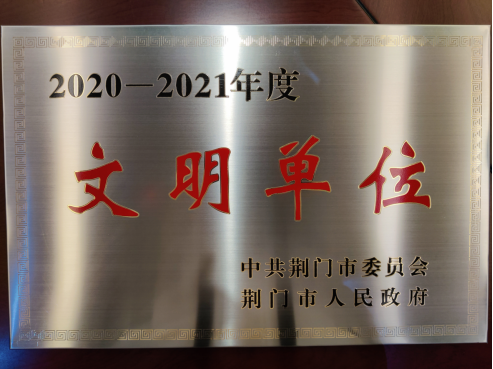 2020－2021年度
文明单位
中共荆门市委员会
荆门市人民政府